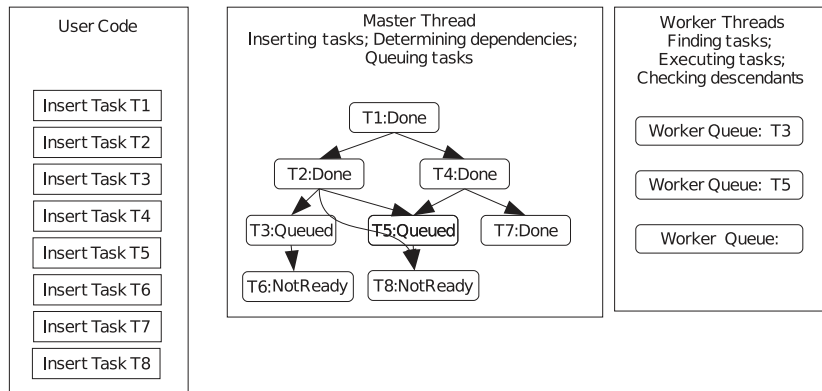 User Code
Insert Task T1
Insert Task T2
Insert Task T3
Insert Task T4
Insert Task T5
Insert Task T6
Insert Task T7
Insert Task T8
Master Thread
Inserting tasks; Determining dependencies;
Queuing tasks
T1:Done
T2:Done
T4:Done
T3:Queued
T5:Queued
T7:Done
T6:NotReady
T8:NotReady
Worker Threads
Finding tasks;
Executing tasks;
Checking descendants
Worker Queue: T3
Worker Queue: T5
Worker Queue: